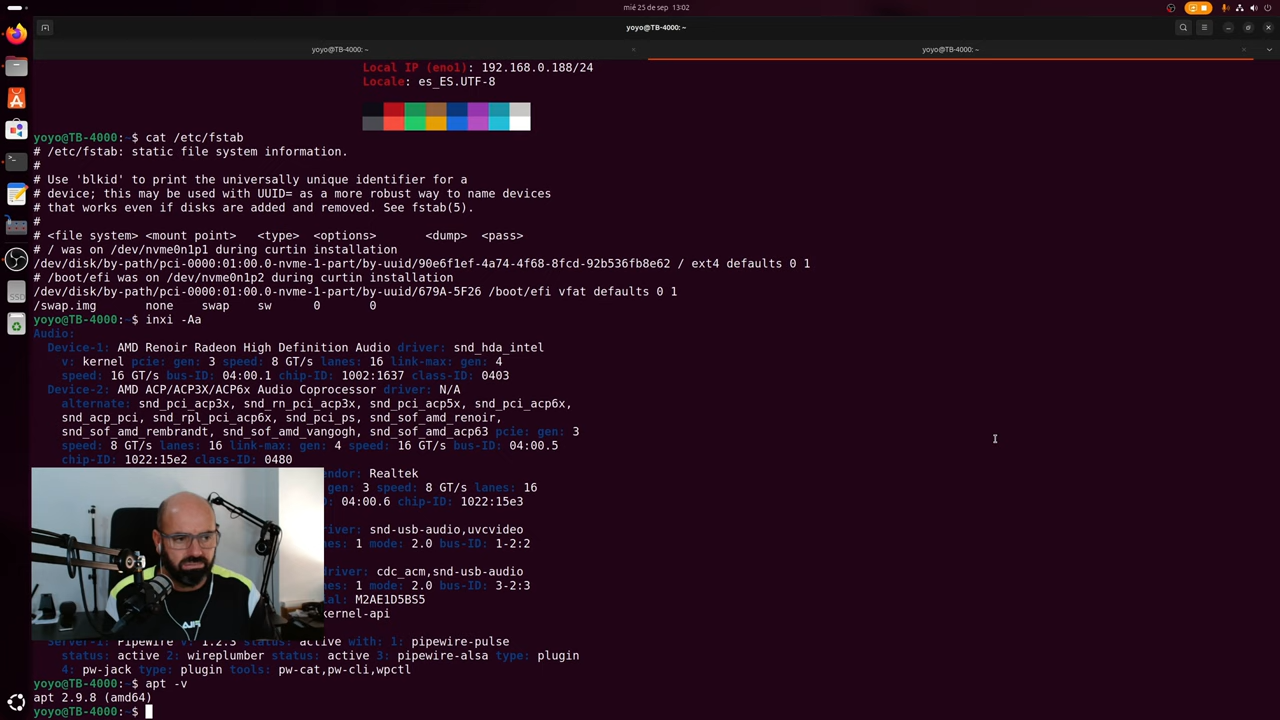 mié 25 de sep  13:02
yoyo@TB-4000: ~
yoyo@TB-4000: ~
yoyo@TB-4000: ~
Local IP (eno1): 192.168.0.188/24
Locale: es_ES.UTF-8
yoyo@TB-4000:~$ cat /etc/fstab
# /etc/fstab: static file system information.
#
# Use 'blkid' to print the universally unique identifier for a
# device; this may be used with UUID= as a more robust way to name devices
# that works even if disks are added and removed. See fstab(5).
#
# <file system> <mount point>   <type>  <options>       <dump>  <pass>
# / was on /dev/nvme0n1p1 during curtin installation
/dev/disk/by-path/pci-0000:01:00.0-nvme-1-part/by-uuid/90e6f1ef-4a74-4f68-8fcd-92b536fb8e62 / ext4 defaults 0 1
# /boot/efi was on /dev/nvme0n1p2 during curtin installation
/dev/disk/by-path/pci-0000:01:00.0-nvme-1-part/by-uuid/679A-5F26 /boot/efi vfat defaults 0 1
/swap.img       none    swap    sw      0       0
yoyo@TB-4000:~$ inxi -Aa
Audio:
Device-1: AMD Renoir Radeon High Definition Audio driver: snd_hda_intel
v: kernel pcie: gen: 3 speed: 8 GT/s lanes: 16 link-max: gen: 4
speed: 16 GT/s bus-ID: 04:00.1 chip-ID: 1002:1637 class-ID: 0403
Device-2: AMD ACP/ACP3X/ACP6x Audio Coprocessor driver: N/A
alternate: snd_pci_acp3x, snd_rn_pci_acp3x, snd_pci_acp5x, snd_pci_acp6x,
snd_acp_pci, snd_rpl_pci_acp6x, snd_pci_ps, snd_sof_amd_renoir,
snd_sof_amd_rembrandt, snd_sof_amd_vangogh, snd_sof_amd_acp63 pcie: gen: 3
speed: 8 GT/s lanes: 16 link-max: gen: 4 speed: 16 GT/s bus-ID: 04:00.5
chip-ID: 1022:15e2 class-ID: 0480
Realtek
gen: 3 speed: 8 GT/s lanes: 16
04:00.6 chip-ID: 1022:15e3
snd-usb-audio,uvcvideo
1 mode: 2.0 bus-ID: 1-2:2
driver: cdc_acm,snd-usb-audio
1 mode: 2.0 bus-ID: 3-2:3
M2AE1D5BS5
kernel-api
Server-1: PipeWire v: 1.2.3 status: active with: 1: pipewire-pulse
status: active 2: wireplumber status: active 3: pipewire-alsa type: plugin
4: pw-jack type: plugin tools: pw-cat,pw-cli,wpctl
yoyo@TB-4000:~$ apt -v
apt 2.9.8 (amd64)
yoyo@TB-4000:~$